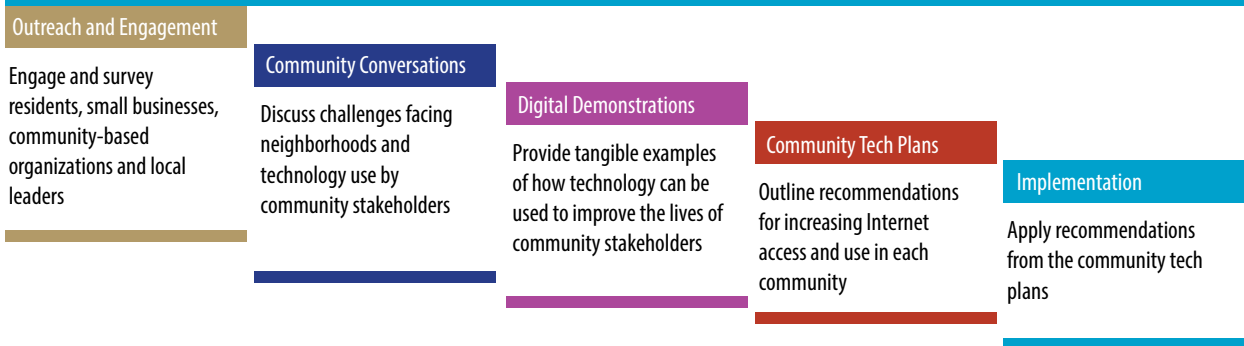 Outreach and Engagement
Engage and survey
residents, small businesses,
community-based
organizations and local
leaders
Community Conversations
Discuss challenges facing
neighborhoods and
technology use by
community stakeholders
Digital Demonstrations
Provide tangible examples
of how technology can be
used to improve the lives of
community stakeholders
Community Tech Plans
Outline recommendations
for increasing Internet
access and use in each
community
Implementation
Apply recommendations
from the community tech
plans